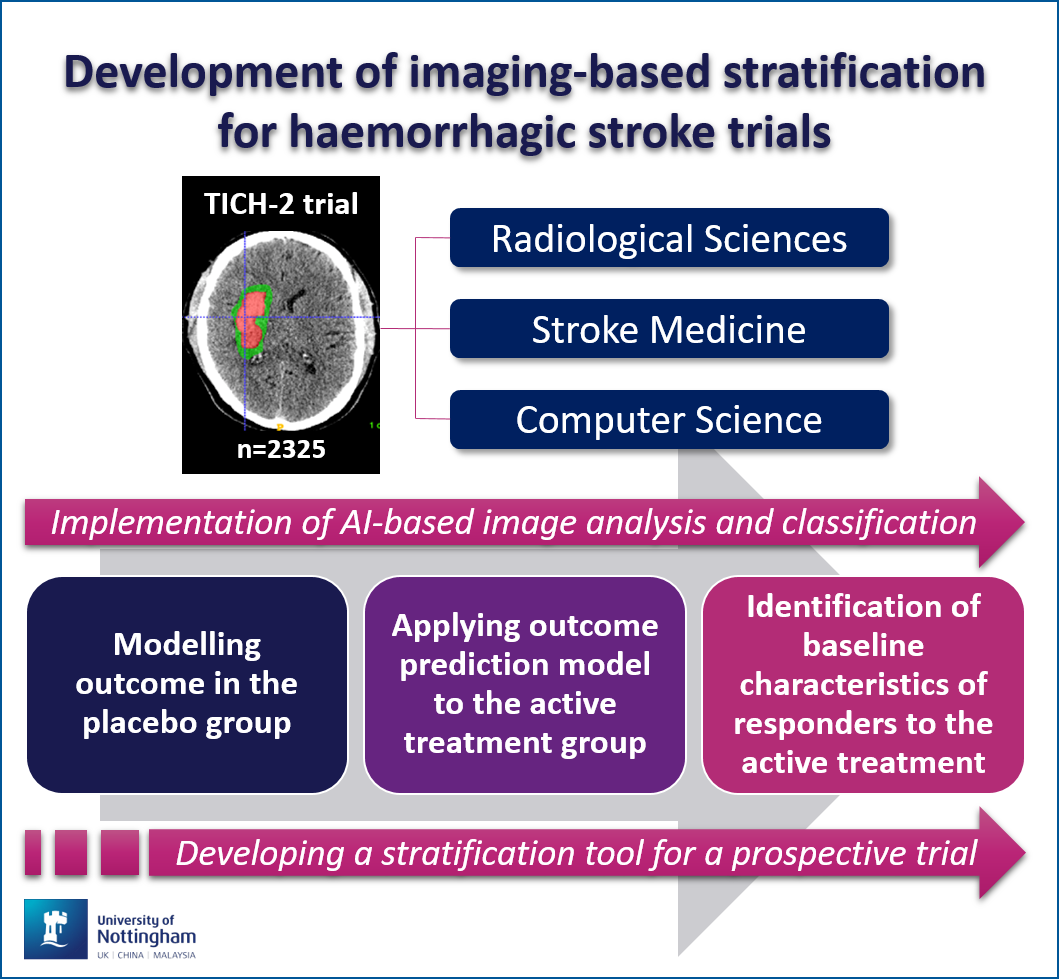 Development of imaging-based stratification
for haemorrhagic stroke trials
TICH-2 trial
n=2325
Radiological Sciences
Stroke Medicine
Computer Science
Implementation of AI-based image analysis and classification
Modelling
outcome in the
placebo group
Applying outcome
prediction model
to the active
treatment group
Identification of
baseline
characteristics of
responders to the
active treatment
Developing a stratification tool for a prospective trial
University of
Nottingham
UK | CHINA | MALAYSIA